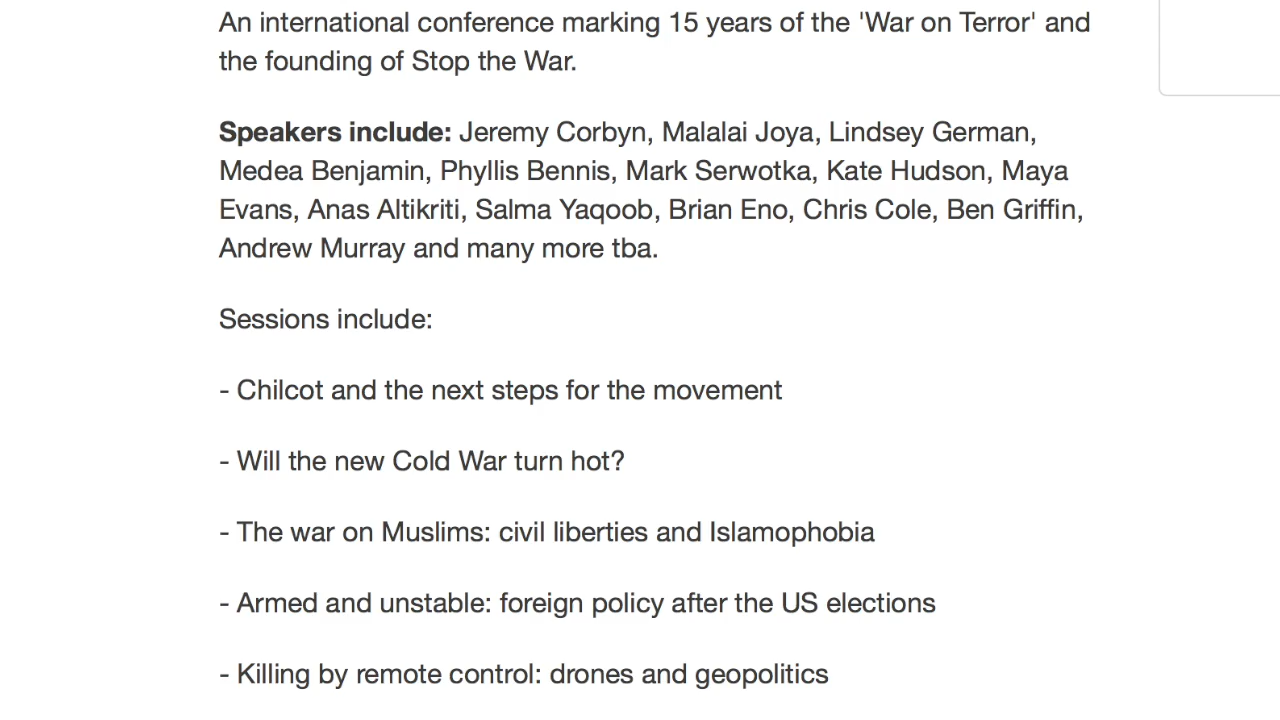 An international conference marking 15 years of the 'War on Terror' and
the founding of Stop the War.
Speakers include: Jeremy Corbyn, Malalai Joya, Lindsey German,
Medea Benjamin, Phyllis Bennis, Mark Serwotka, Kate Hudson, Maya
Evans, Anas Altikriti, Salma Yaqoob, Brian Eno, Chris Cole, Ben Griffin,
Andrew Murray and many more tba.
Sessions include:
- Chilcot and the next steps for the movement
- Will the new Cold War turn hot?
- The war on Muslims: civil liberties and Islamophobia
- Armed and unstable: foreign policy after the US elections
- Killing by remote control: drones and geopolitics